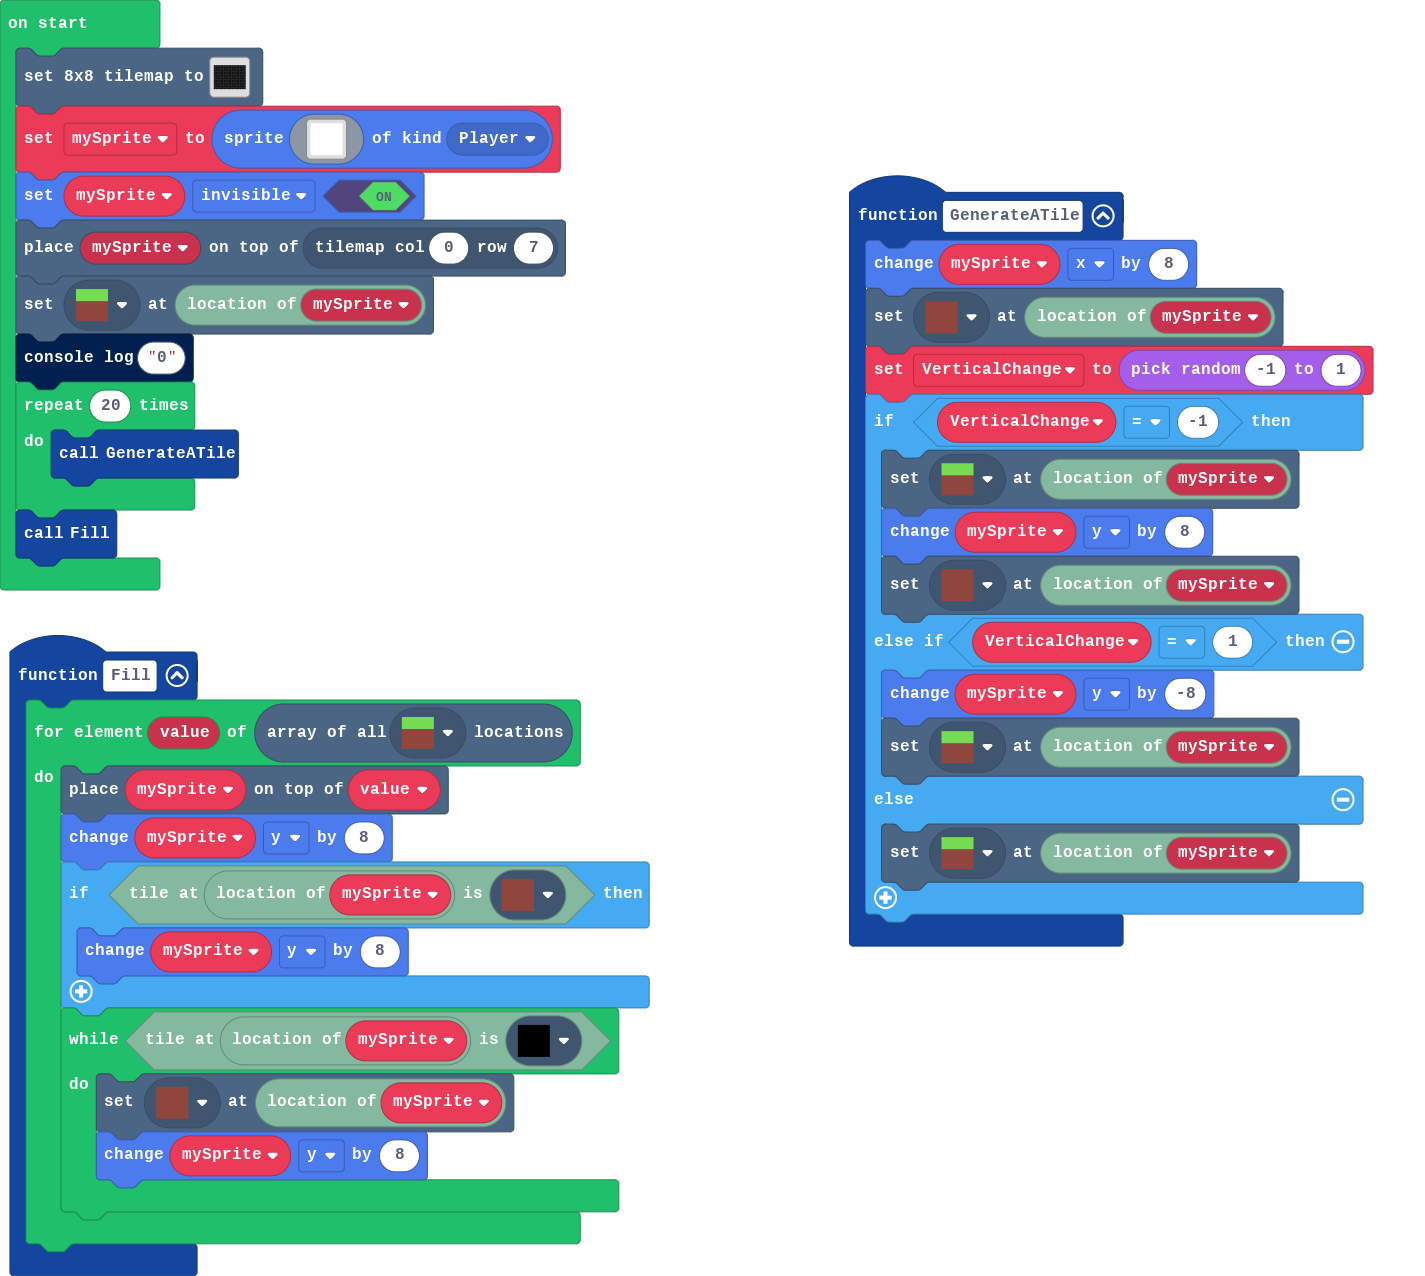 on start
set 8x8 tilemap to
set mySprite to sprite of kind Player
set mySprite invisible ON
place mySprite on top of tilemap col 0 row 7
set at location of mySprite
console log "0"
repeat 20 times
do call GenerateATile
call Fill
function Fill
for element value of array of all locations
do place mySprite on top of value
change mySprite y by 8
if tile at location of mySprite is then
change mySprite y by 8
while tile at location of mySprite is
do set at location of mySprite
change mySprite y by 8
function GenerateATile
change mySprite x by 8
set at location of mySprite
set VerticalChange to pick random -1 to 1
if VerticalChange = -1 then
set at location of mySprite
change mySprite y by 8
set at location of mySprite
else if VerticalChange = 1 then
change mySprite y by -8
set at location of mySprite
else
set at location of mySprite